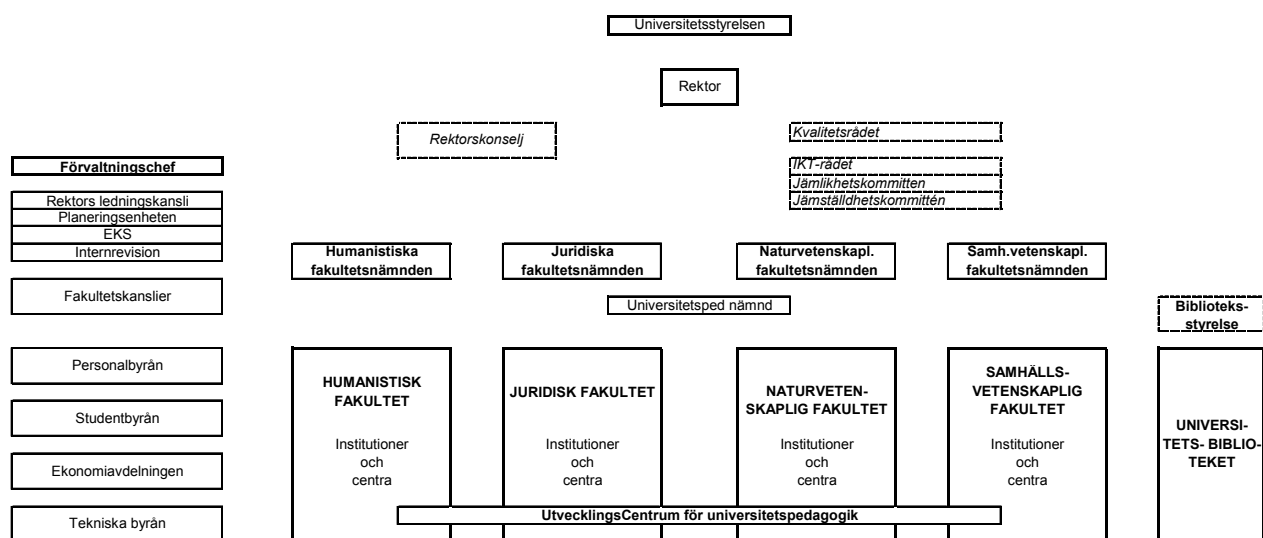 Universitetsstyrelsen
Rektor
Rektorskonselj
Kvalitetsrådet
IKT-rådet
Jämlikhetskommitten
Jämställdhetskommittén
Förvaltningschef
Rektors ledningskansli
Planeringsenheten
EKS
Internrevision
Fakultetskanslier
Personalbyrån
Studentbyrån
Ekonomiavdelningen
Tekniska byrån
Humanistiska
fakultetsnämnden
Juridiska
fakultetsnämnden
Naturvetenskapl.
fakultetsnämnden
Samh.vetenskapl.
fakultetsnämnden
Universitetsped nämnd
Biblioteks-
styrelse
HUMANISTISK
FAKULTET
Institutioner
och
centra
JURIDISK FAKULTET
Institutioner
och
centra
NATURVETEN-
SKAPLIG FAKULTET
Institutioner
och
centra
SAMHÄLLS-
VETENSKAPLIG
FAKULTET
Institutioner
och
centra
UNIVERSI-
TETS- BIBLIO-
TEKET
UtvecklingsCentrum för universitetspedagogik